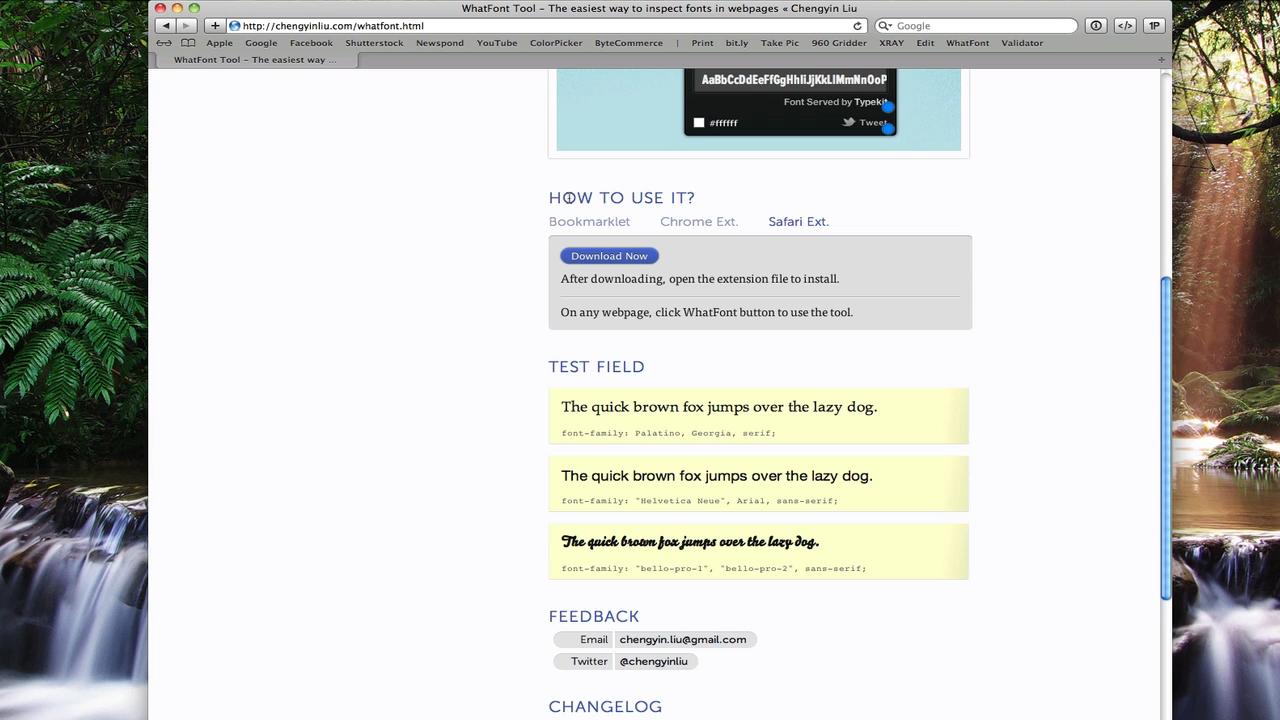 WhatFont Tool – The easiest way to inspect fonts in webpages « Chengyin Liu
http://chengyinliu.com/whatfont.html
Google
1P
Apple Google Facebook Shutterstock Newspond YouTube ColorPicker ByteCommerce | Print bit.ly Take Pic 960 Gridder XRAY Edit WhatFont Validator
WhatFont Tool – The easiest way ...
AaBbCcDdEeFfGgHhIiJjKkLlMmNnOoP
Font Served by Typekit
#ffffff Tweet
HOW TO USE IT?
Bookmarklet Chrome Ext. Safari Ext.
Download Now
After downloading, open the extension file to install.
On any webpage, click WhatFont button to use the tool.
TEST FIELD
The quick brown fox jumps over the lazy dog.
font-family: Palatino, Georgia, serif;
The quick brown fox jumps over the lazy dog.
font-family: "Helvetica Neue", Arial, sans-serif;
The quick brown fox jumps over the lazy dog.
font-family: "bello-pro-1", "bello-pro-2", sans-serif;
FEEDBACK
Email chengyin.liu@gmail.com
Twitter @chengyinliu
CHANGELOG